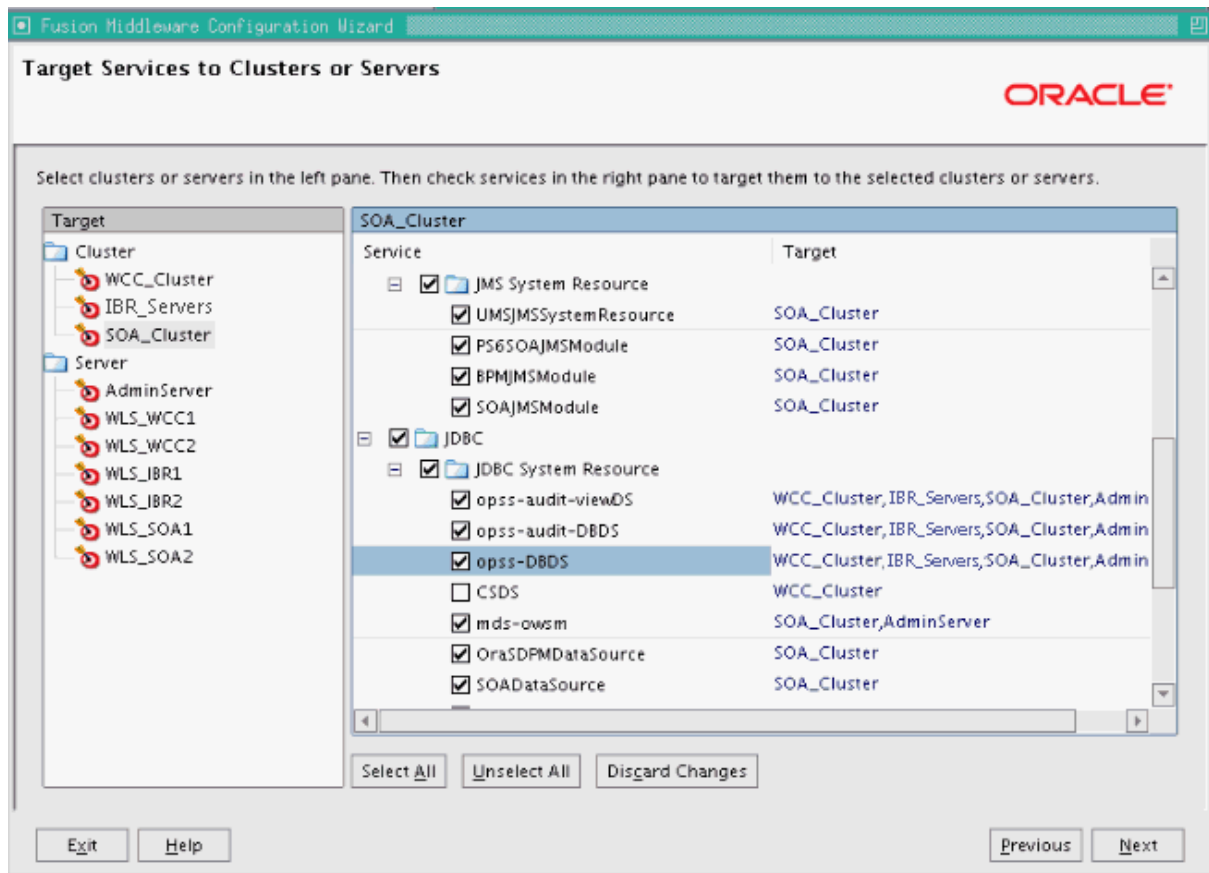 Fusion Middleware Configuration Wizard
Target Services to Clusters or Servers
ORACLE
Select clusters or servers in the left pane. Then check services in the right pane to target them to the selected clusters or servers.
Target
Cluster
WCC_Cluster
IBR_Servers
SOA_Cluster
Server
AdminServer
WLS_WCC1
WLS_WCC2
WLS_IBR1
WLS_IBR2
WLS_SOA1
WLS_SOA2
SOA_Cluster
Service Target
JMS System Resource
UMSJMSSystemResource SOA_Cluster
PS6SOAJMSModule SOA_Cluster
BPMJMSModule SOA_Cluster
SOAJMSModule SOA_Cluster
JDBC
JDBC System Resource
opss-audit-viewDS WCC_Cluster,IBR_Servers,SOA_Cluster,Admin
opss-audit-DBDS WCC_Cluster,IBR_Servers,SOA_Cluster,Admin
opss-DBDS WCC_Cluster,IBR_Servers,SOA_Cluster,Admin
CSDS WCC_Cluster
mds-owsm SOA_Cluster,AdminServer
OraSDPMDataSource SOA_Cluster
SOADataSource SOA_Cluster
Select All Unselect All Discard Changes
Exit Help Previous Next